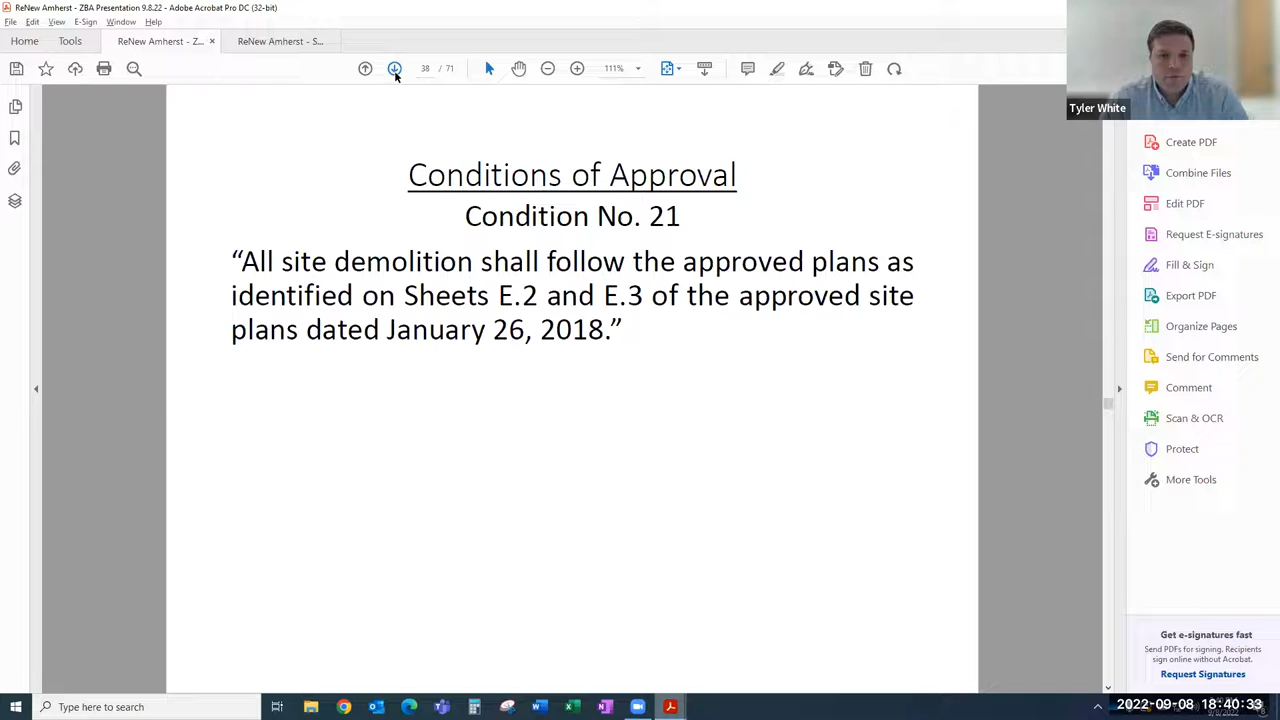 ReNew Amherst - ZBA Presentation 9.8.22 - Adobe Acrobat Pro DC (32-bit)
File Edit View E-Sign Window Help
Home Tools ReNew Amherst - Z... × ReNew Amherst - S...
38 / 71 111%
Tyler White
Conditions of Approval
Condition No. 21
“All site demolition shall follow the approved plans as
identified on Sheets E.2 and E.3 of the approved site
plans dated January 26, 2018.”
Create PDF
Combine Files
Edit PDF
Request E-signatures
Fill & Sign
Export PDF
Organize Pages
Send for Comments
Comment
Scan & OCR
Protect
More Tools
Get e-signatures fast
Send PDFs for signing. Recipients
sign online without Acrobat.
Request Signatures
Type here to search
2022-09-08 18:40:33